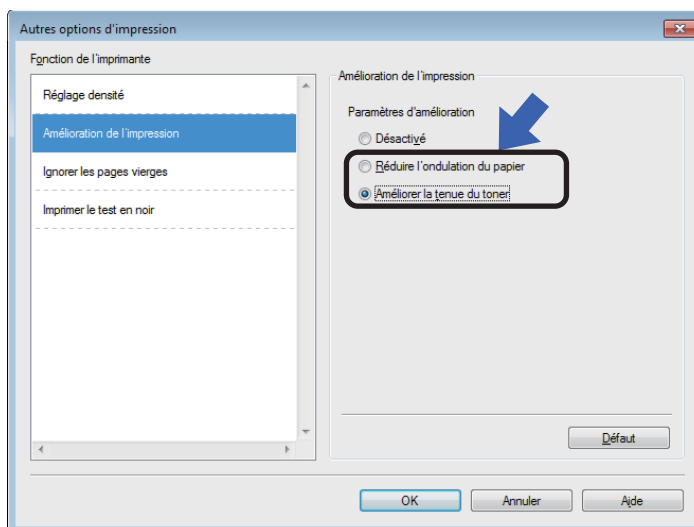 Autres options d'impression
Fonction de l'imprimante
Réglage densité
Amélioration de l'impression
Ignorer les pages vierges
Imprimer le test en noir
Amélioration de l'impression
Paramètres d'amélioration
Désactivé
Réduire l'ondulation du papier
Améliorer la tenue du toner
Défaut
OK
Annuler
Aide